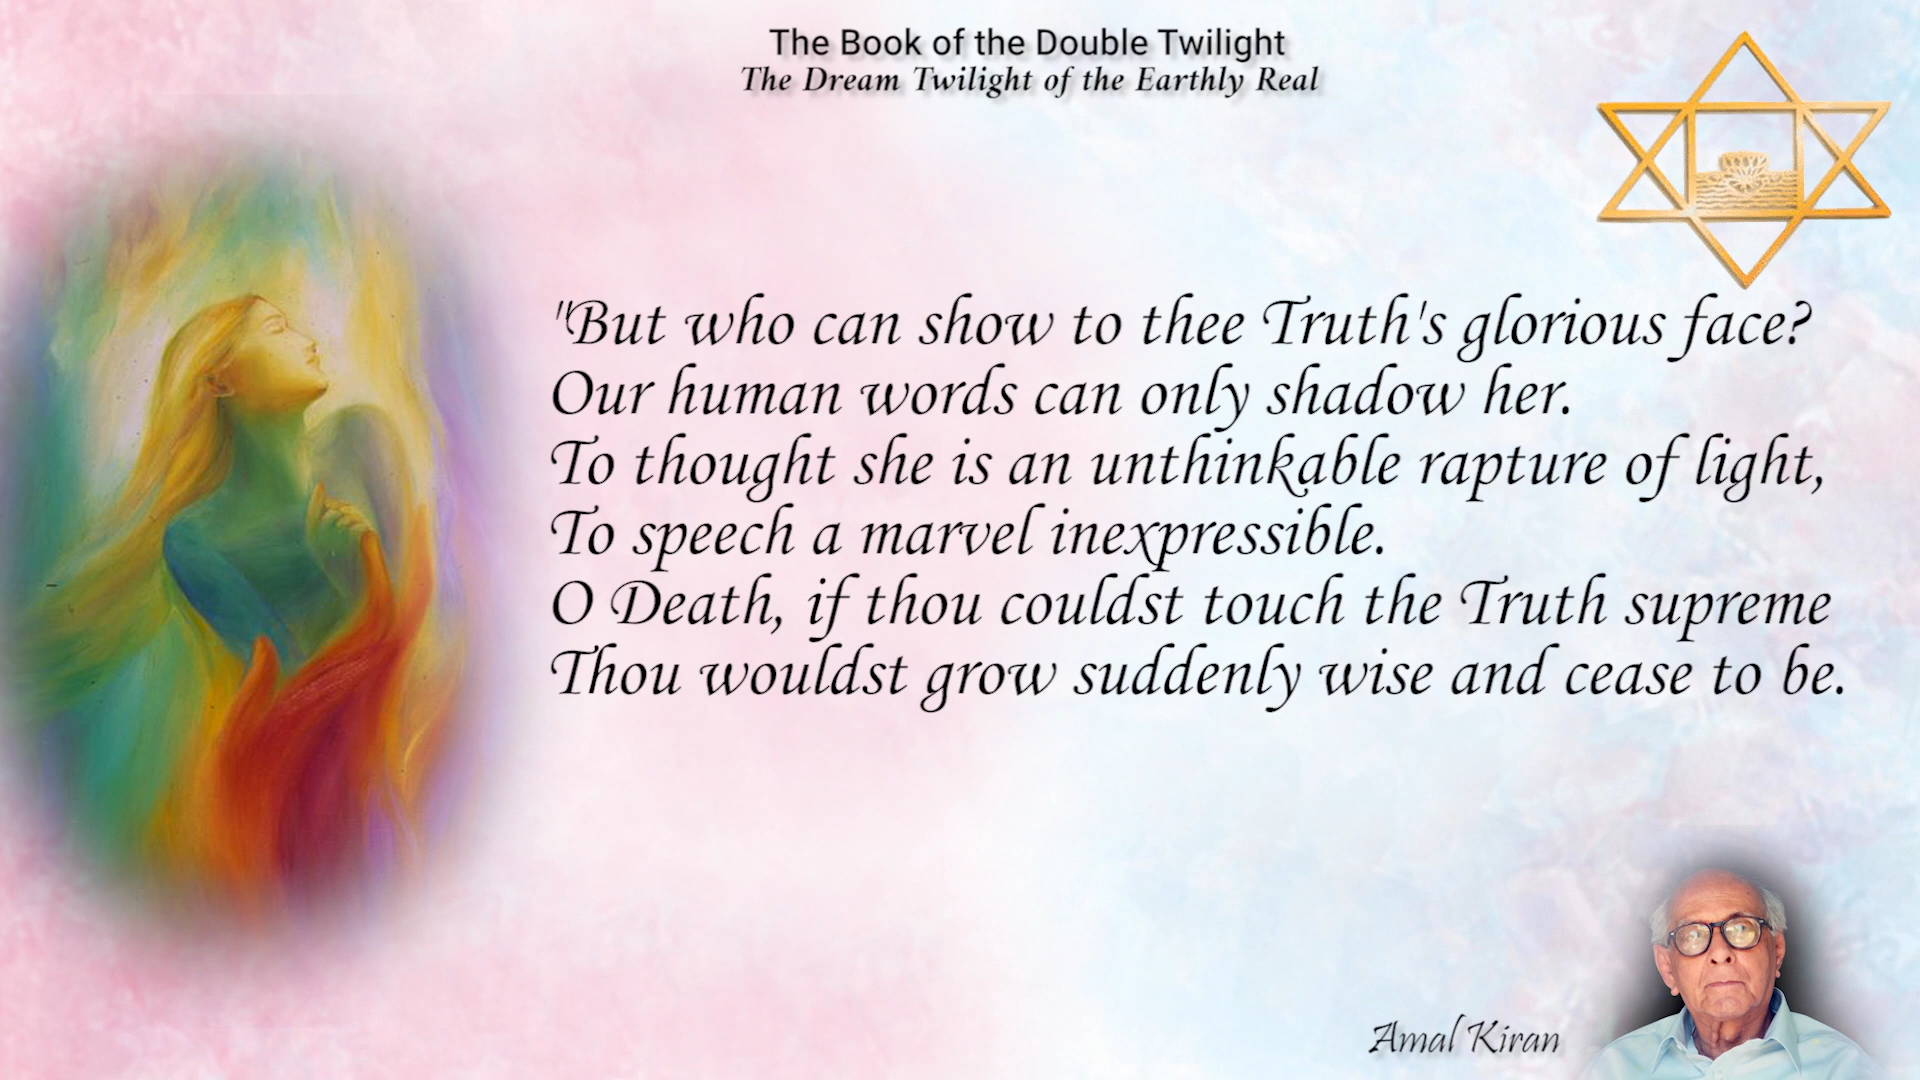 The Book of the Double Twilight
The Dream Twilight of the Earthly Real
"But who can show to thee Truth's glorious face?
Our human words can only shadow her.
To thought she is an unthinkable rapture of light,
To speech a marvel inexpressible.
O Death, if thou couldst touch the Truth supreme
Thou wouldst grow suddenly wise and cease to be.
Amal Kiran